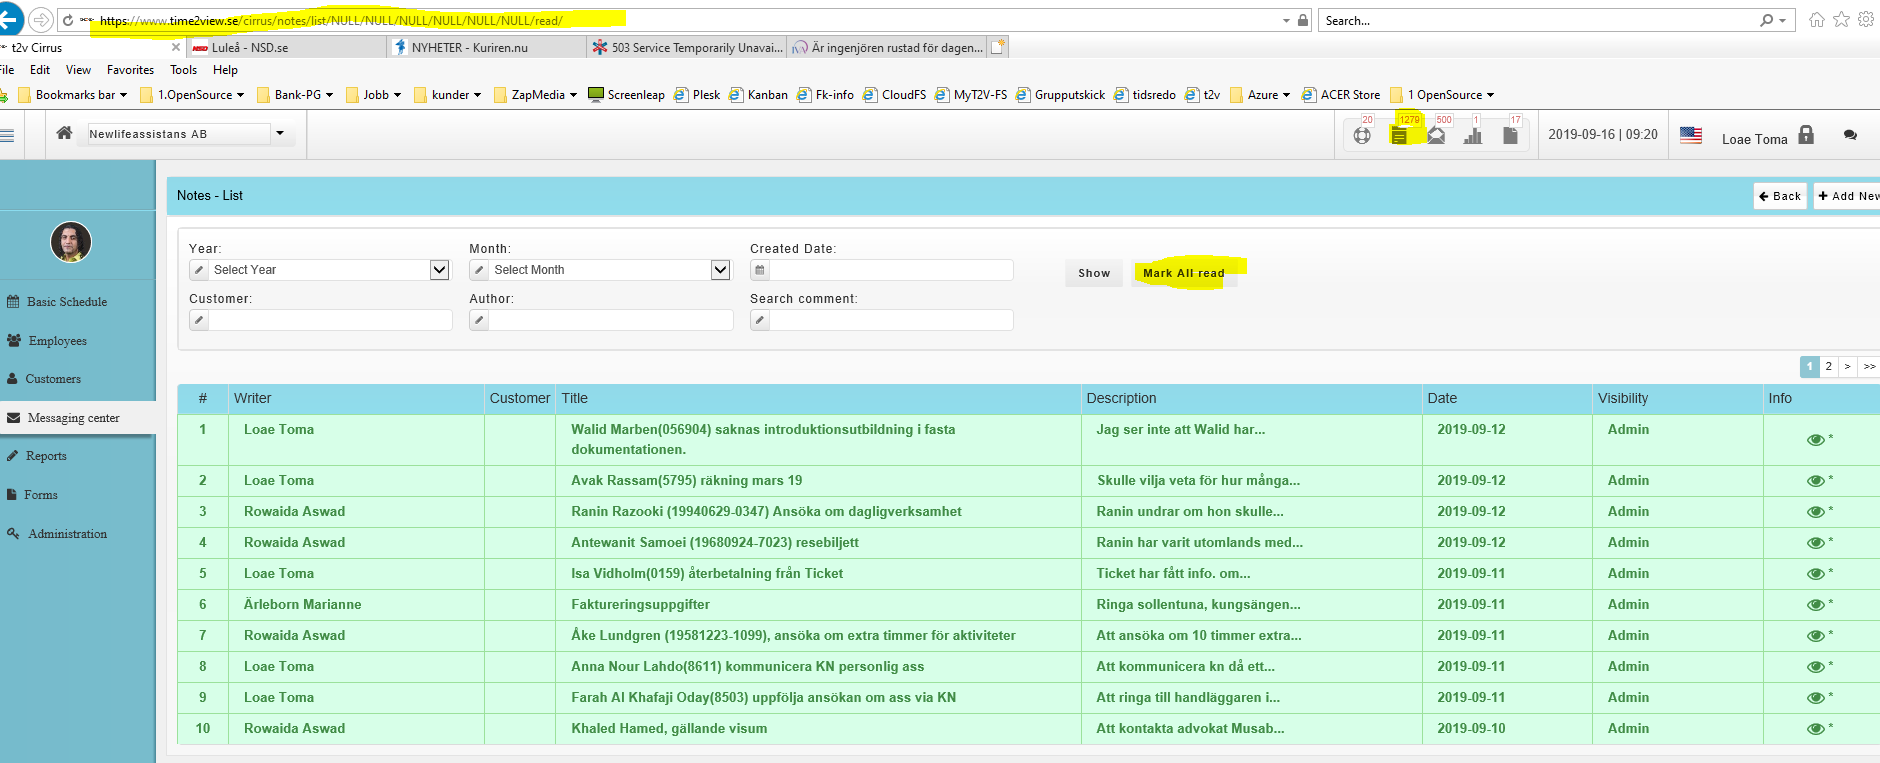 https://www.time2view.se/cirrus/notes/list/NULL/NULL/NULL/NULL/NULL/NULL/read/
Search...
t2v Cirrus
NSD Luleå - NSD.se
NYHETER - Kuriren.nu
503 Service Temporarily Unavai...
Är ingenjören rustad för dagen...
File Edit View Favorites Tools Help
Bookmarks bar 1.OpenSource Bank-PG Jobb kunder ZapMedia Screenleap Plesk Kanban Fk-info CloudFS MyT2V-FS Grupputskick tidsredo t2v Azure ACER Store 1 OpenSource
Newlifeassistans AB
20 1279 500 1 17
2019-09-16 | 09:20
Loae Toma
Notes - List
Back
Add New
Basic Schedule
Employees
Customers
Messaging center
Reports
Forms
Administration
Year: Month: Created Date:
Select Year Select Month
Show Mark All read
Customer: Author: Search comment:
1 2 > >>
# Writer Customer Title Description Date Visibility Info
1 Loae Toma Walid Marben(056904) saknas introduktionsutbildning i fasta Jag ser inte att Walid har... 2019-09-12 Admin *
dokumentationen.
2 Loae Toma Avak Rassam(5795) räkning mars 19 Skulle vilja veta för hur många... 2019-09-12 Admin *
3 Rowaida Aswad Ranin Razooki (19940629-0347) Ansöka om dagligverksamhet Ranin undrar om hon skulle... 2019-09-12 Admin *
4 Rowaida Aswad Antewanit Samoei (19680924-7023) resebiljett Ranin har varit utomlands med... 2019-09-12 Admin *
5 Loae Toma Isa Vidholm(0159) återbetalning från Ticket Ticket har fått info. om... 2019-09-11 Admin *
6 Ärleborn Marianne Faktureringsuppgifter Ringa sollentuna, kungsängen... 2019-09-11 Admin *
7 Rowaida Aswad Åke Lundgren (19581223-1099), ansöka om extra timmer för aktiviteter Att ansöka om 10 timmer extra... 2019-09-11 Admin *
8 Loae Toma Anna Nour Lahdo(8611) kommunicera KN personlig ass Att kommunicera kn då ett... 2019-09-11 Admin *
9 Loae Toma Farah Al Khafaji Oday(8503) uppfölja ansökan om ass via KN Att ringa till handläggaren i... 2019-09-11 Admin *
10 Rowaida Aswad Khaled Hamed, gällande visum Att kontakta advokat Musab... 2019-09-10 Admin *